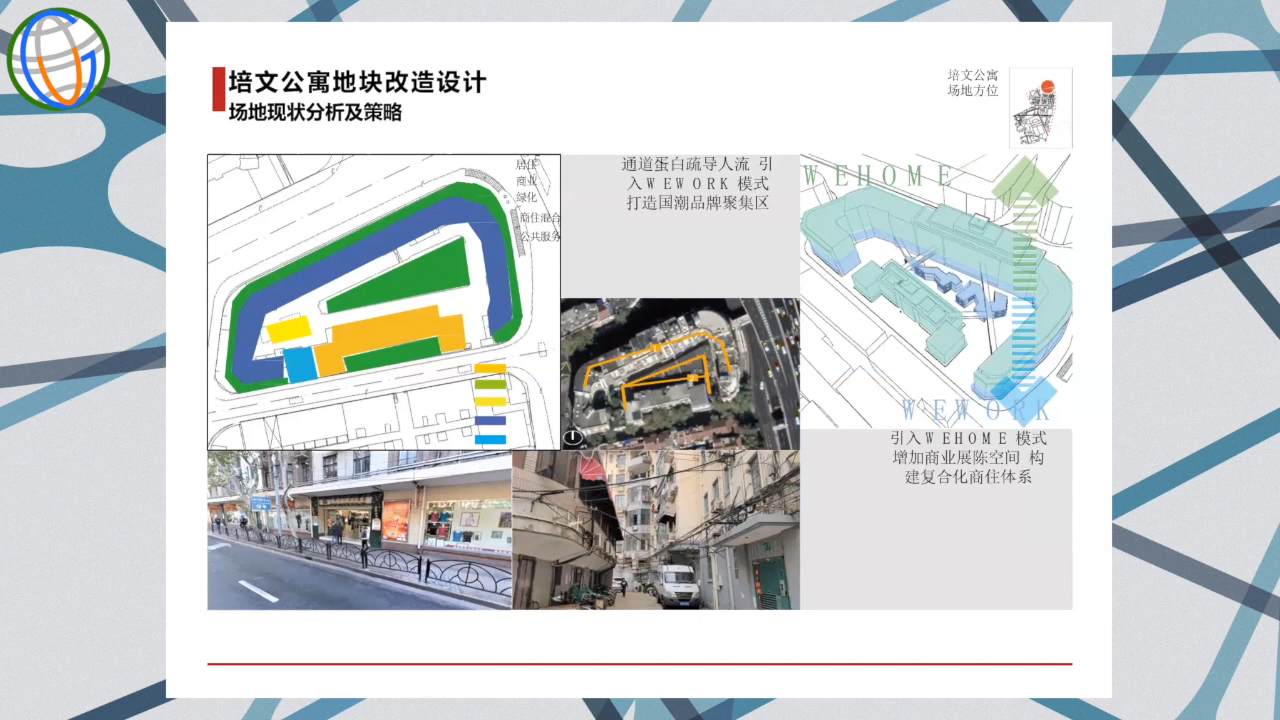 培文公寓地块改造设计
场地现状分析及策略
培文公寓
场地方位
居住
商业
绿化
商住混合
公共服务
通道蛋白疏导人流 引
入WEWORK 模式
打造国潮品牌聚集区
WEHOME
WEWORK
引入WEHOME 模式
增加商业展陈空间 构
建复合化商住体系